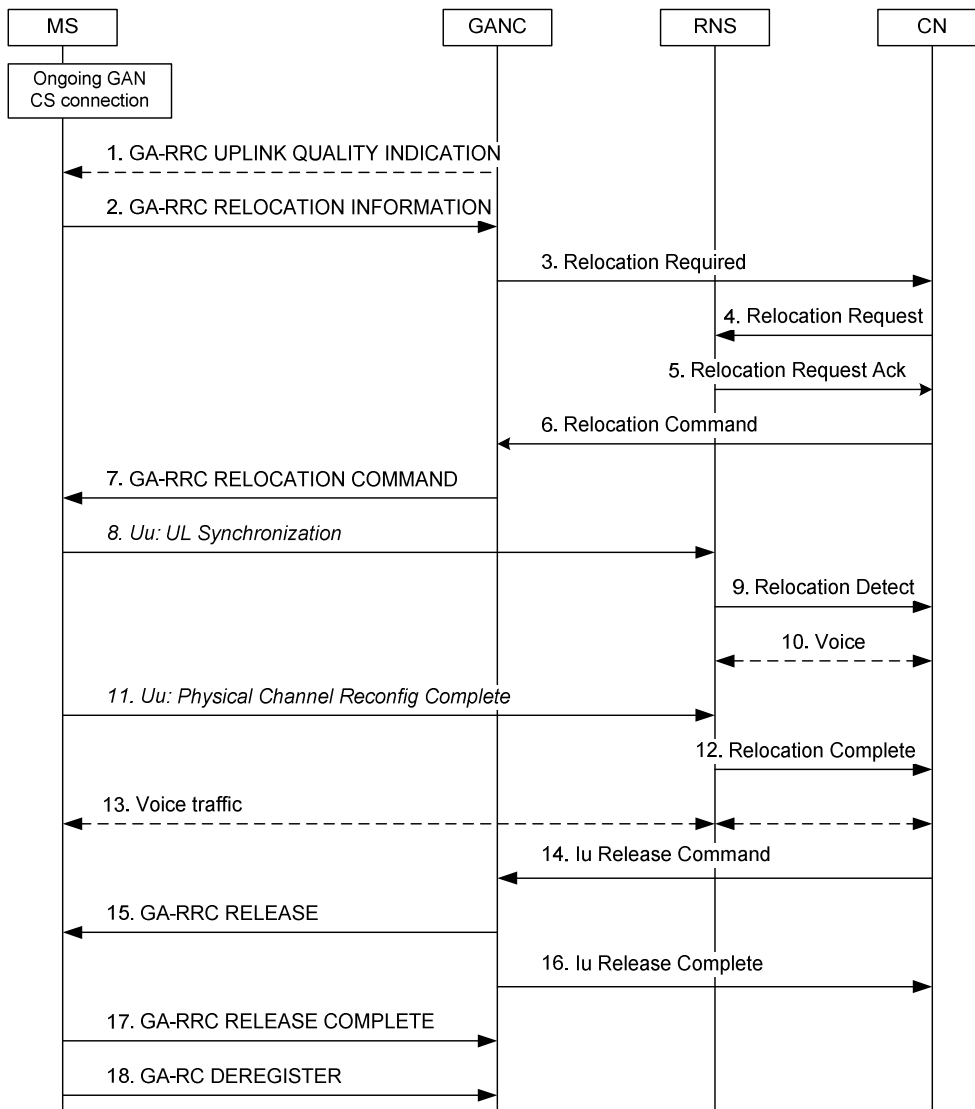 MS
GANC
RNS
CN
Ongoing GAN
CS connection
1. GA-RRC UPLINK QUALITY INDICATION
2. GA-RRC RELOCATION INFORMATION
3. Relocation Required
4. Relocation Request
5. Relocation Request Ack
6. Relocation Command
7. GA-RRC RELOCATION COMMAND
8. Uu: UL Synchronization
9. Relocation Detect
10. Voice
11. Uu: Physical Channel Reconfig Complete
12. Relocation Complete
13. Voice traffic
14. Iu Release Command
15. GA-RRC RELEASE
16. Iu Release Complete
17. GA-RRC RELEASE COMPLETE
18. GA-RC DEREGISTER